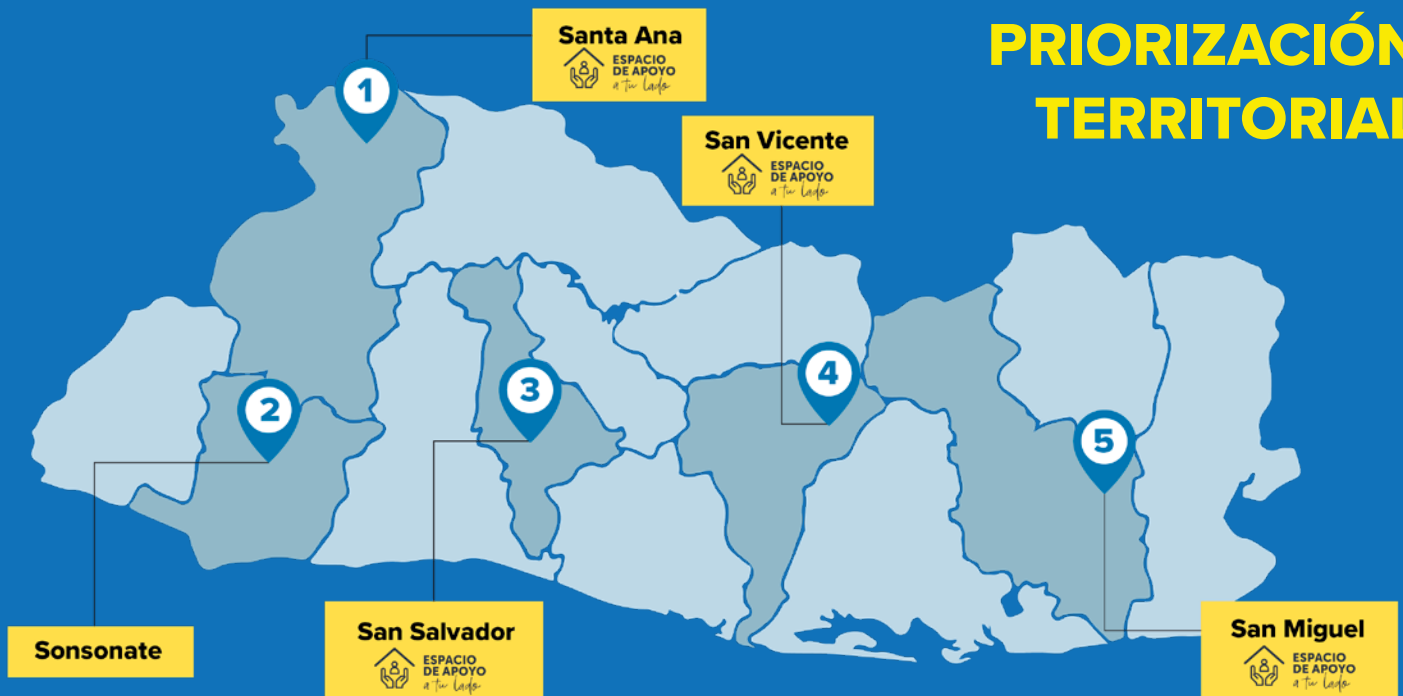 PRIORIZACIÓN
TERRITORIAL
Santa Ana
ESPACIO
DE APOYO
a tu lado
San Vicente
ESPACIO
DE APOYO
a tu lado
1
2
3
4
5
Sonsonate
San Salvador
ESPACIO
DE APOYO
a tu lado
San Miguel
ESPACIO
DE APOYO
a tu lado